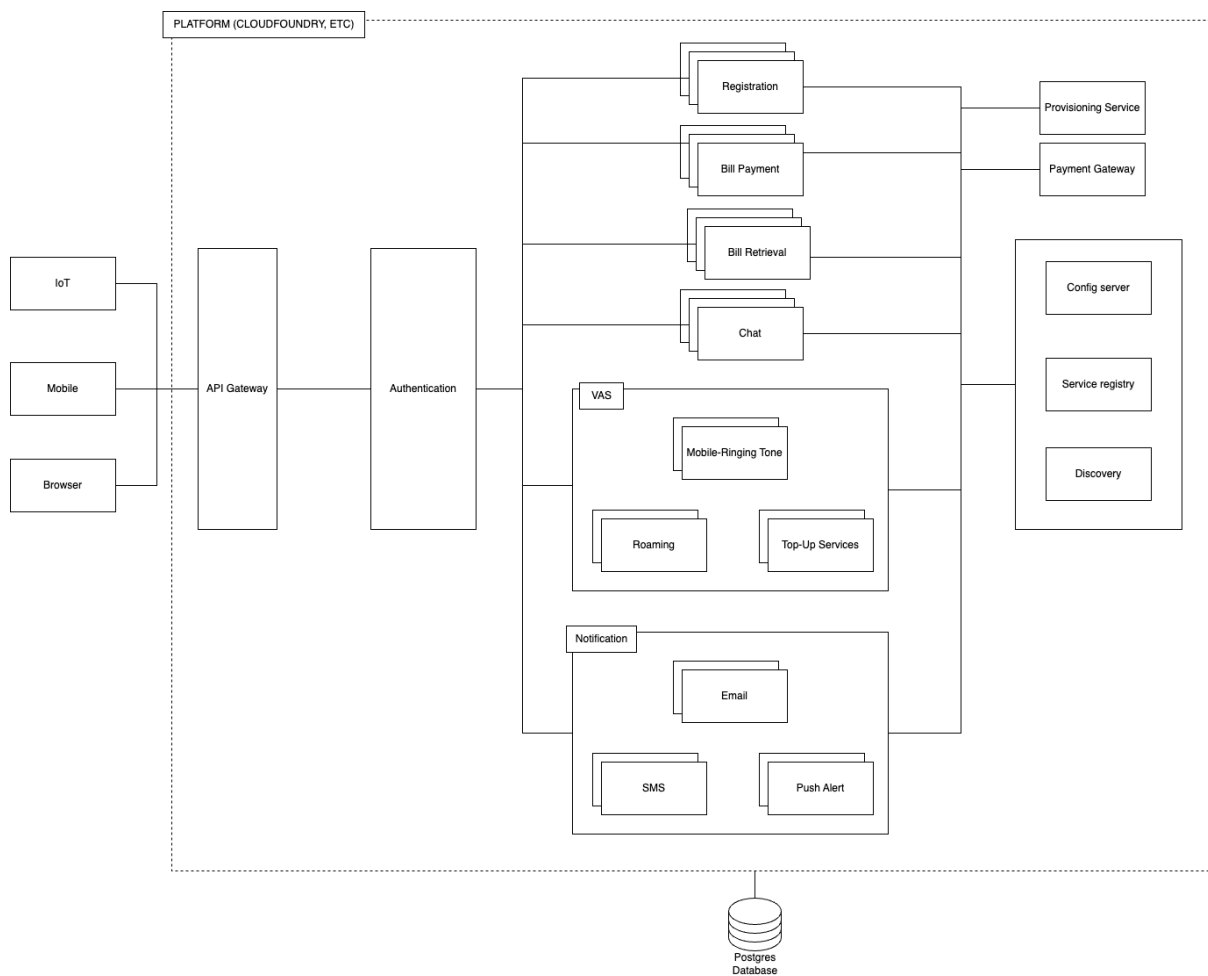 PLATFORM (CLOUDFOUNDRY, ETC)
Registration
Provisioning Service
Bill Payment
Payment Gateway
Bill Retrieval
IoT
Config server
Chat
Mobile
API Gateway
Authentication
Service registry
VAS
Mobile-Ringing Tone
Browser
Discovery
Roaming
Top-Up Services
Notification
Email
SMS
Push Alert
Postgres
Database